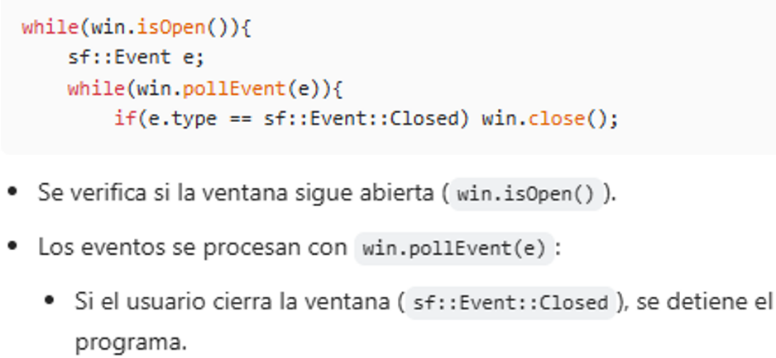 while(win.isOpen()){
    sf::Event e;
    while(win.pollEvent(e)){
        if(e.type == sf::Event::Closed) win.close();
• Se verifica si la ventana sigue abierta ( win.isOpen() ).
• Los eventos se procesan con win.pollEvent(e) :
• Si el usuario cierra la ventana ( sf::Event::Closed ), se detiene el
programa.